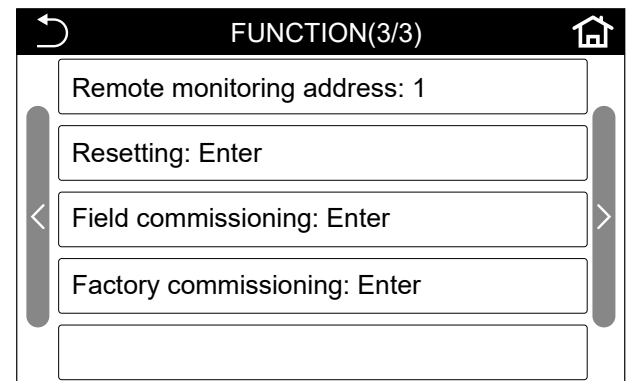 FUNCTION(3/3)
Remote monitoring address: 1
Resetting: Enter
Field commissioning: Enter
Factory commissioning: Enter